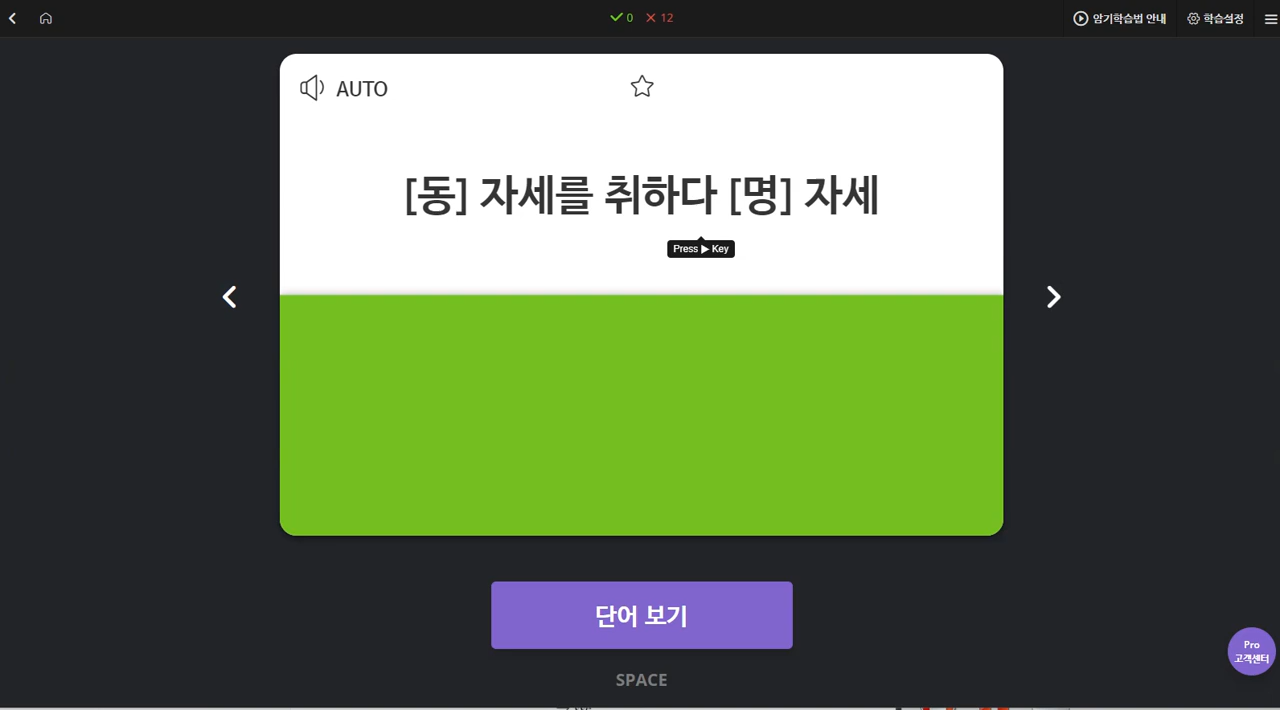 0 12
암기학습법 안내
학습설정
AUTO
[동] 자세를 취하다 [명] 자세
Press ▶ Key
단어 보기
SPACE
Pro
고객센터